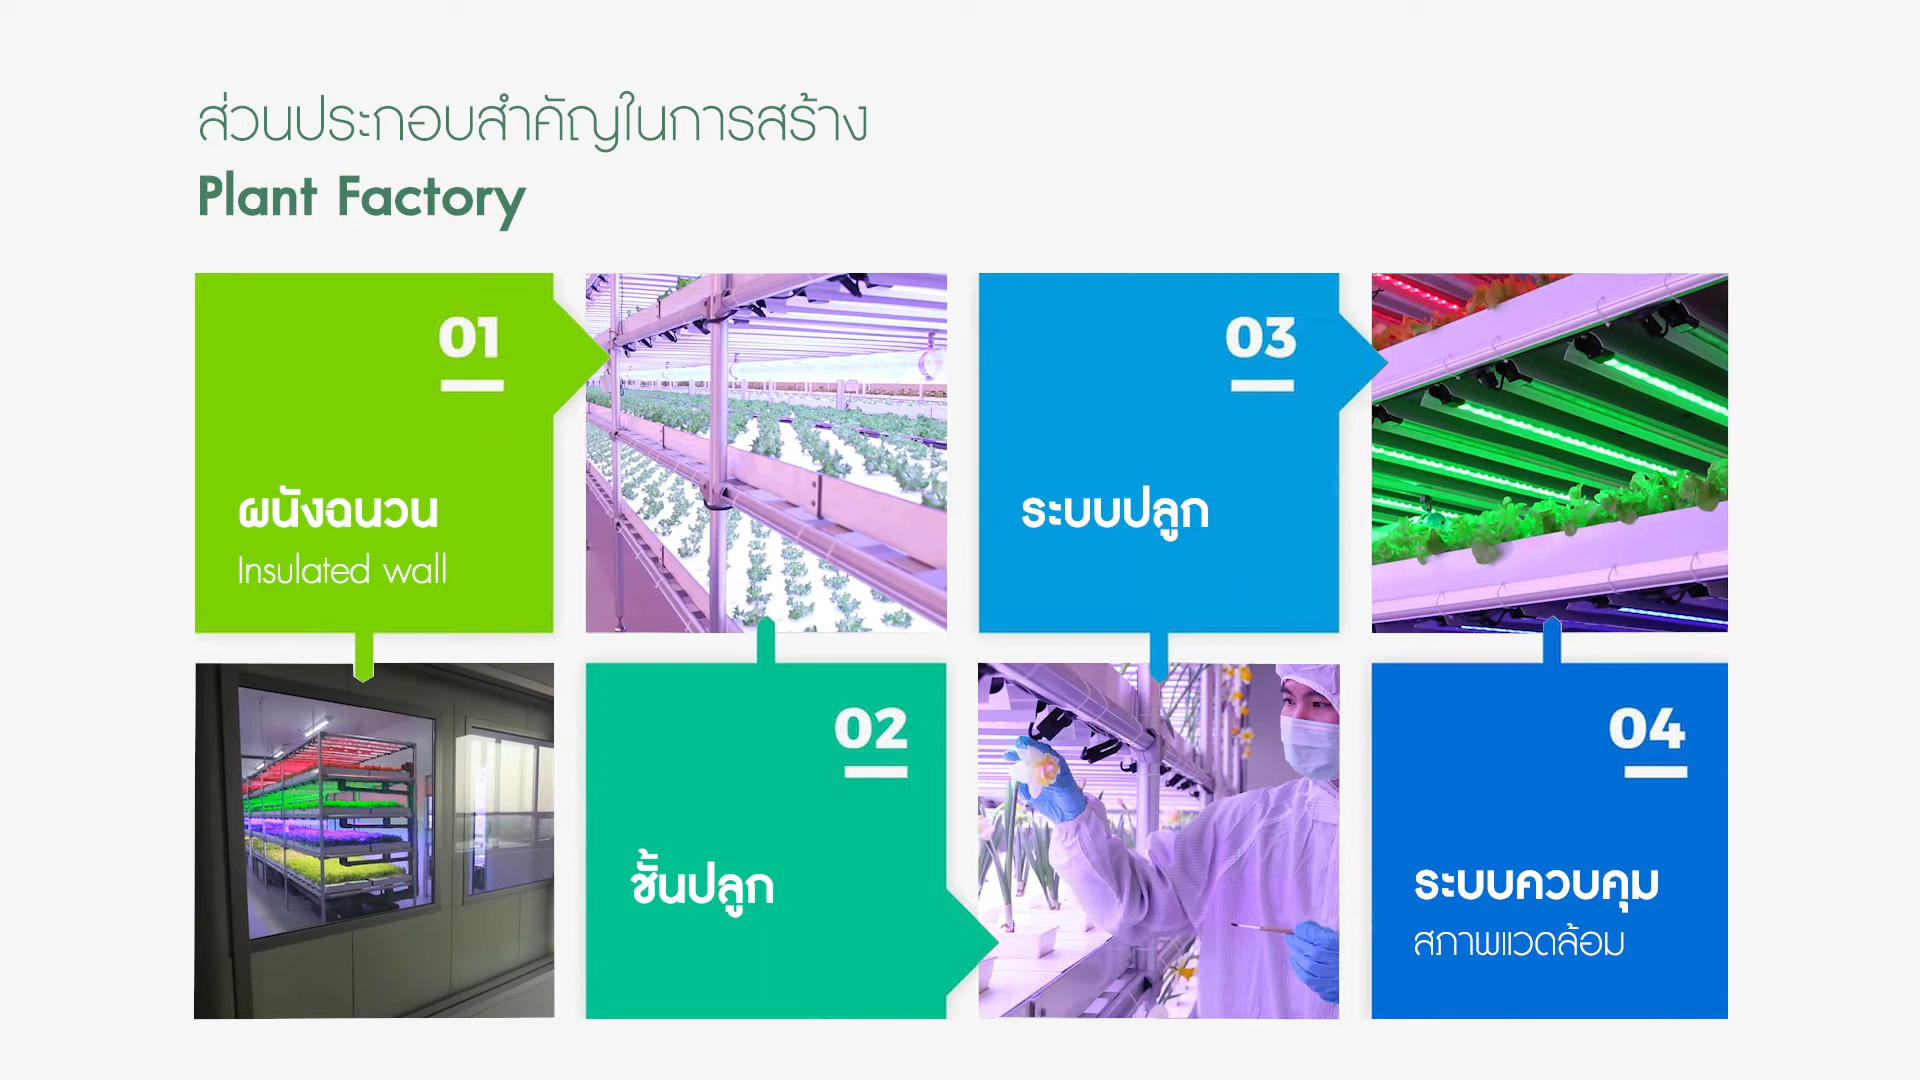 ส่วนประกอบสำคัญในการสร้าง
Plant Factory
01
ผนังฉนวน
Insulated wall
02
ชั้นปลูก
03
ระบบปลูก
04
ระบบควบคุม
สภาพแวดล้อม